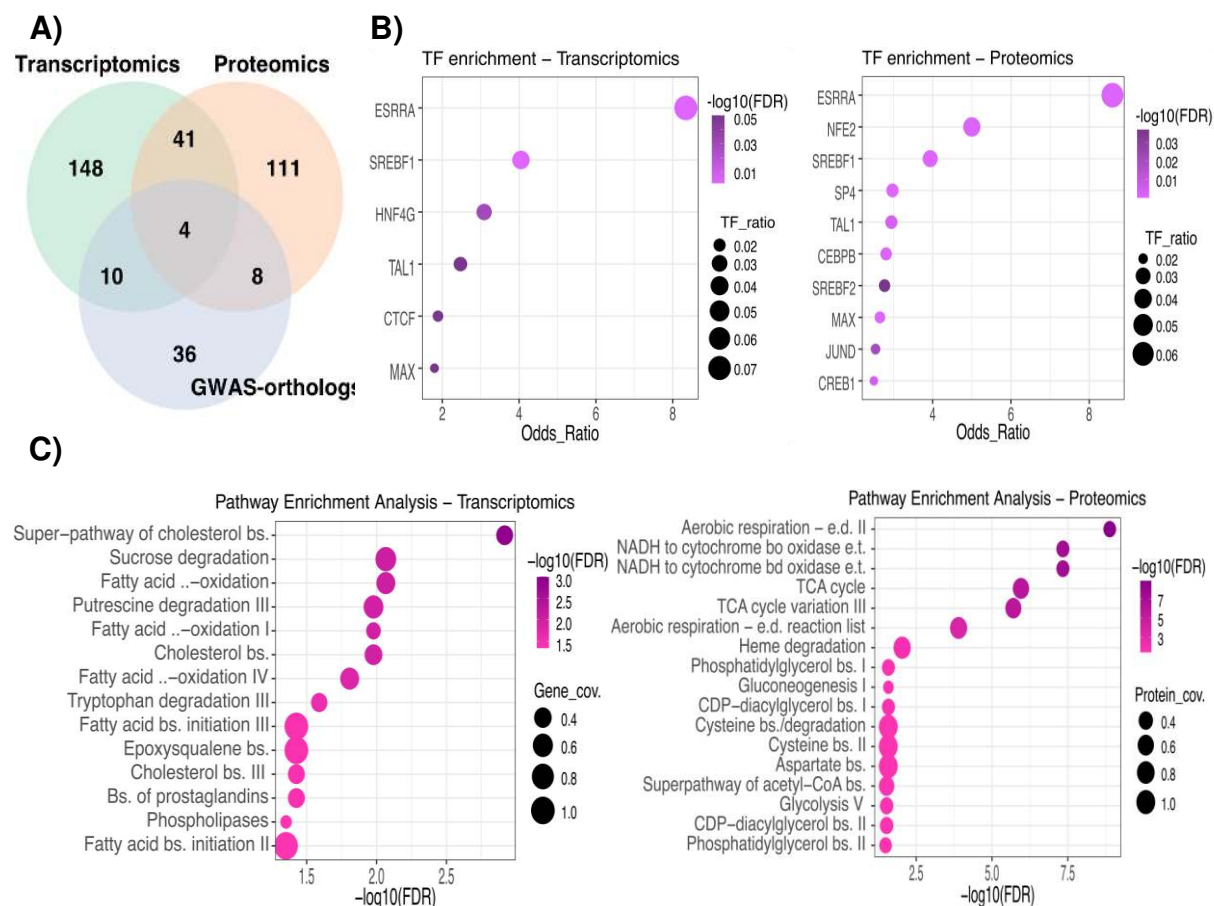 A)
Transcriptomics
Proteomics
148
41
111
4
10
8
36
GWAS-orthologs
B)
TF enrichment – Transcriptomics
ESRRA
SREBF1
HNF4G
TAL1
CTCF
MAX
2
4
6
8
Odds_Ratio
-log10(FDR)
0.05
0.03
0.01
TF_ratio
0.02
0.03
0.04
0.05
0.06
0.07
TF enrichment – Proteomics
ESRRA
NFE2
SREBF1
SP4
TAL1
CEBPB
SREBF2
MAX
JUND
CREB1
4
6
8
Odds_Ratio
-log10(FDR)
0.03
0.02
0.01
TF_ratio
0.02
0.03
0.04
0.05
0.06
C)
Pathway Enrichment Analysis – Transcriptomics
Super-pathway of cholesterol bs.
Sucrose degradation
Fatty acid ..-oxidation
Putrescine degradation III
Fatty acid ..-oxidation I
Cholesterol bs.
Fatty acid ..-oxidation IV
Tryptophan degradation III
Fatty acid bs. initiation III
Epoxysqualene bs.
Cholesterol bs. III
Bs. of prostaglandins
Phospholipases
Fatty acid bs. initiation II
1.5
2.0
2.5
-log10(FDR)
-log10(FDR)
3.0
2.5
2.0
1.5
Gene_cov.
0.4
0.6
0.8
1.0
Pathway Enrichment Analysis – Proteomics
Aerobic respiration – e.d. II
NADH to cytochrome bo oxidase e.t.
NADH to cytochrome bd oxidase e.t.
TCA cycle
TCA cycle variation III
Aerobic respiration – e.d. reaction list
Heme degradation
Phosphatidylglycerol bs. I
Gluconeogenesis I
CDP-diacylglycerol bs. I
Cysteine bs./degradation
Cysteine bs. II
Aspartate bs.
Superpathway of acetyl-CoA bs.
Glycolysis V
CDP-diacylglycerol bs. II
Phosphatidylglycerol bs. II
2.5
5.0
7.5
-log10(FDR)
-log10(FDR)
7
5
3
Protein_cov.
0.4
0.6
0.8
1.0